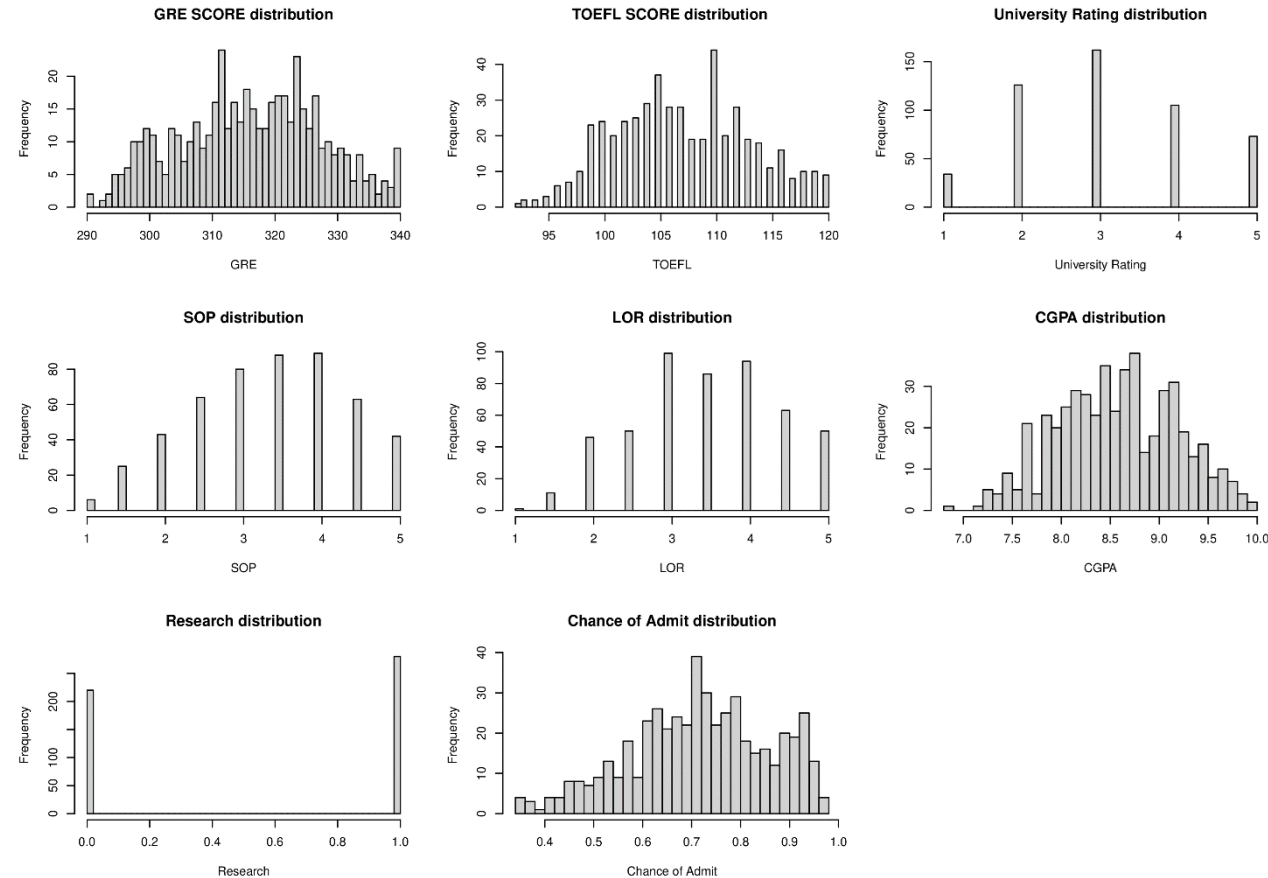 GRE SCORE distribution
Frequency
0 5 10 15 20
290 300 310 320 330 340
GRE
TOEFL SCORE distribution
Frequency
0 10 20 30 40
95 100 105 110 115 120
TOEFL
University Rating distribution
Frequency
0 50 100 150
1 2 3 4 5
University Rating
SOP distribution
Frequency
0 20 40 60 80
1 2 3 4 5
SOP
LOR distribution
Frequency
0 20 40 60 80 100
1 2 3 4 5
LOR
CGPA distribution
Frequency
0 10 20 30
7.0 7.5 8.0 8.5 9.0 9.5 10.0
CGPA
Research distribution
Frequency
0 50 100 200
0.0 0.2 0.4 0.6 0.8 1.0
Research
Chance of Admit distribution
Frequency
0 10 20 30 40
0.4 0.5 0.6 0.7 0.8 0.9 1.0
Chance of Admit